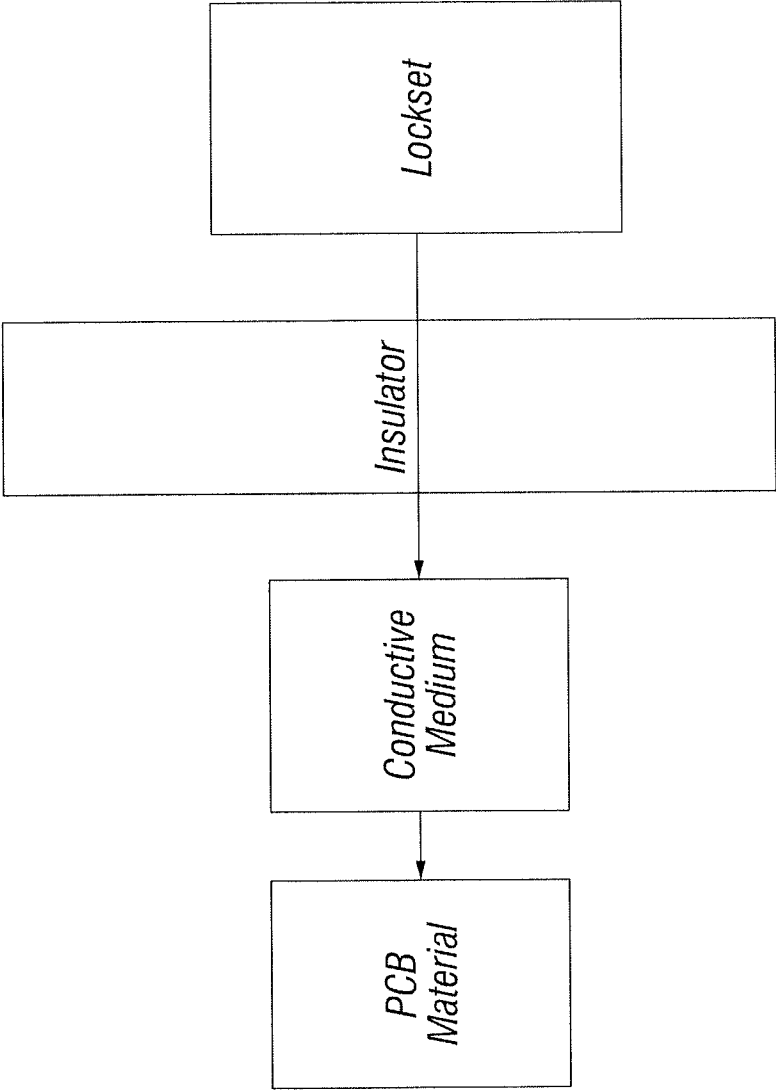 PCB
Material
Conductive
Medium
Insulator
Lockset